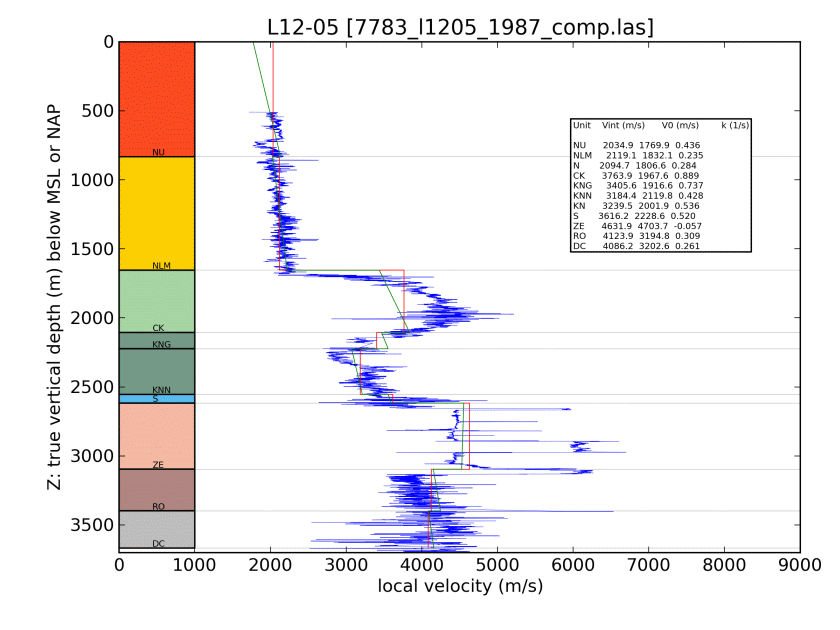 L12-05 [7783_l1205_1987_comp.las]
Z: true vertical depth (m) below MSL or NAP
0
500
1000
1500
2000
2500
3000
3500
NU
NLM
CK
KNG
KNN
S
ZE
RO
DC
Unit Vint (m/s) V0 (m/s) k (1/s)
NU 2034.9 1769.9 0.436
NLM 2119.1 1832.1 0.235
N 2094.7 1806.6 0.284
CK 3763.9 1967.6 0.889
KNG 3405.6 1916.6 0.737
KNN 3184.4 2119.8 0.428
KN 3239.5 2001.9 0.536
S 3616.2 2228.6 0.520
ZE 4631.9 4703.7 -0.057
RO 4123.9 3194.8 0.309
DC 4086.2 3202.6 0.261
0 1000 2000 3000 4000 5000 6000 7000 8000 9000
local velocity (m/s)